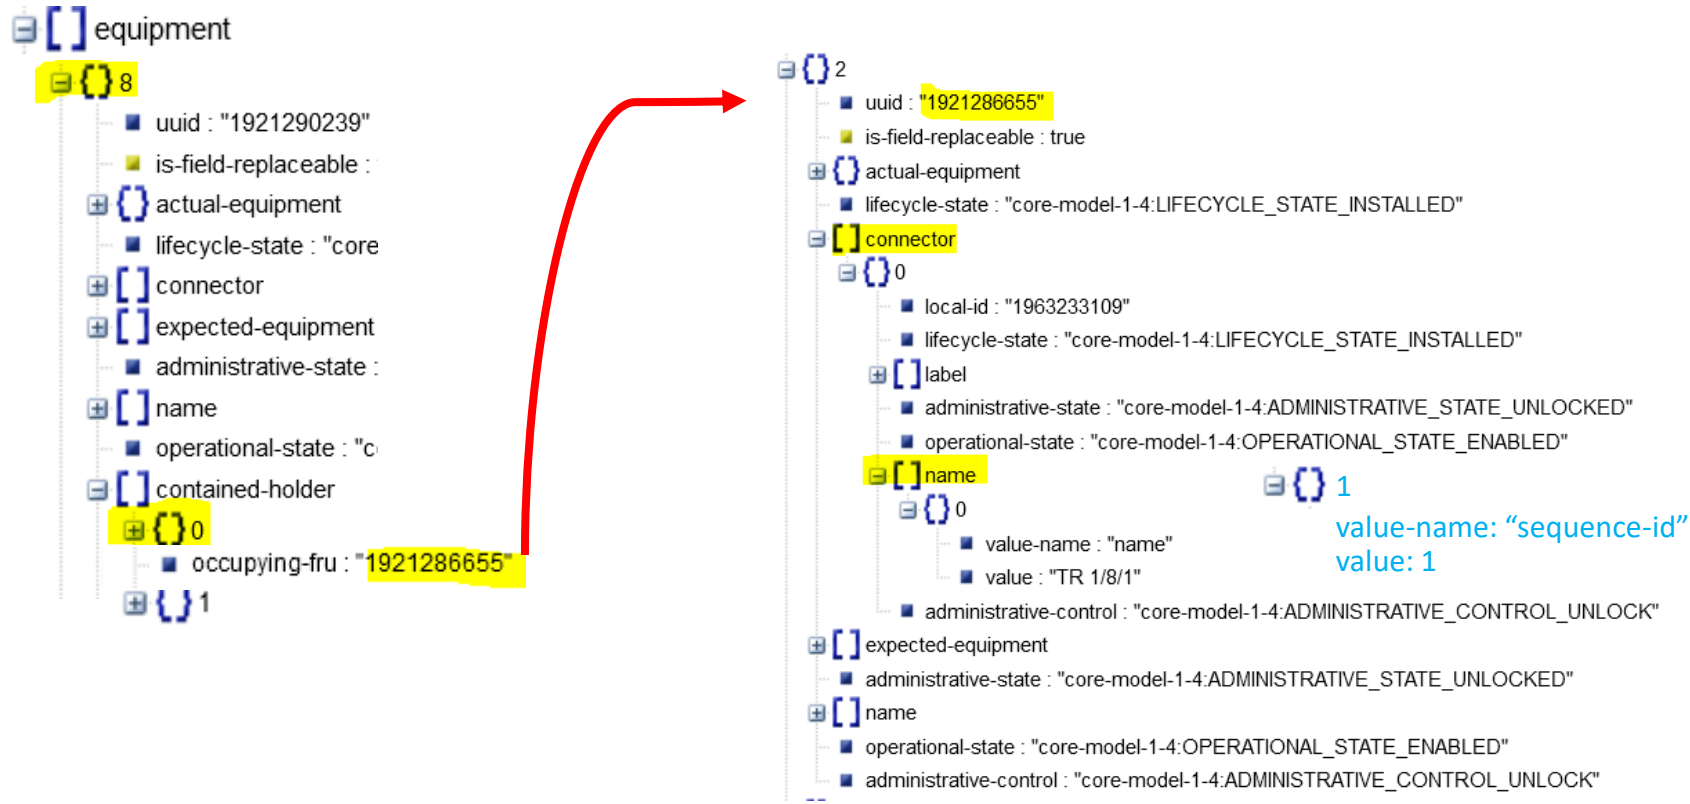 equipment
8
uuid : "1921290239"
is-field-replaceable :
actual-equipment
lifecycle-state : "core
connector
expected-equipment
administrative-state :
name
operational-state : "c
contained-holder
0
occupying-fru : "1921286655"
1
2
uuid : "1921286655"
is-field-replaceable : true
actual-equipment
lifecycle-state : "core-model-1-4:LIFECYCLE_STATE_INSTALLED"
connector
0
local-id : "1963233109"
lifecycle-state : "core-model-1-4:LIFECYCLE_STATE_INSTALLED"
label
administrative-state : "core-model-1-4:ADMINISTRATIVE_STATE_UNLOCKED"
operational-state : "core-model-1-4:OPERATIONAL_STATE_ENABLED"
name
0
value-name : "name"
value : "TR 1/8/1"
administrative-control : "core-model-1-4:ADMINISTRATIVE_CONTROL_UNLOCK"
expected-equipment
administrative-state : "core-model-1-4:ADMINISTRATIVE_STATE_UNLOCKED"
name
operational-state : "core-model-1-4:OPERATIONAL_STATE_ENABLED"
administrative-control : "core-model-1-4:ADMINISTRATIVE_CONTROL_UNLOCK"
1
value-name: “sequence-id”
value: 1